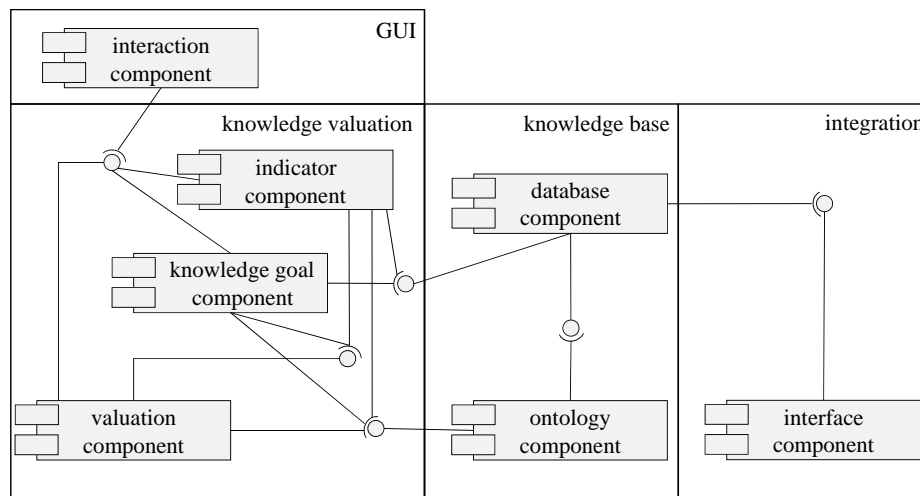 GUI
interaction
component
knowledge valuation
knowledge base
integration
indicator
component
database
component
knowledge goal
component
valuation
component
ontology
component
interface
component